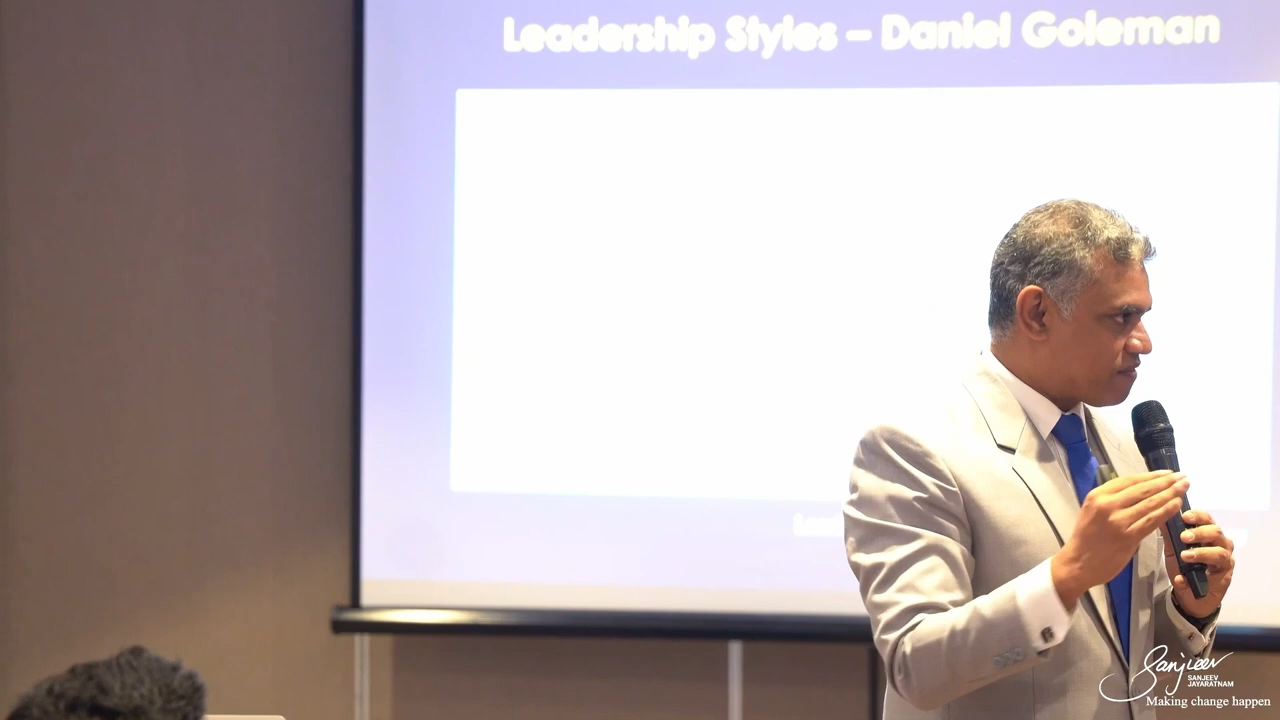 Leadership Styles – Daniel Goleman
Sanjeev
SANJEEV
JAYARATNAM
Making change happen